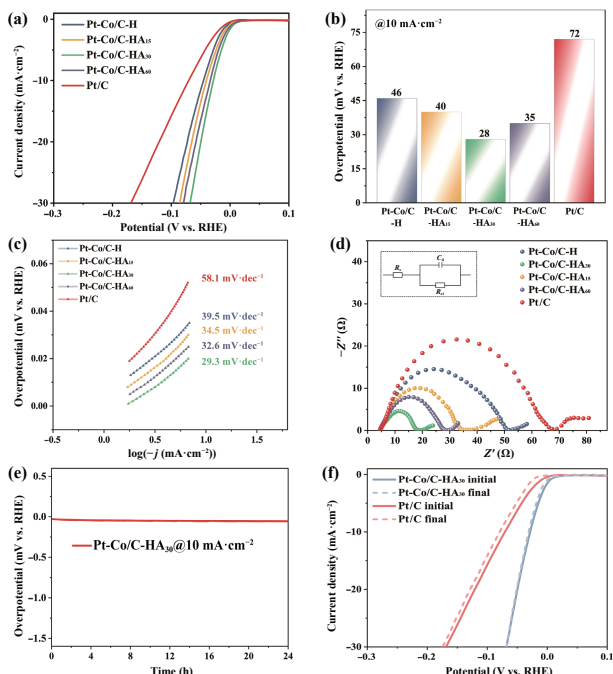 (a)
Pt-Co/C-H
Pt-Co/C-HA₁₅
Pt-Co/C-HA₃₀
Pt-Co/C-HA₆₀
Pt/C
Current density (mA·cm⁻²)
0
−10
−20
−30
−0.3 −0.2 −0.1 0.0 0.1
Potential (V vs. RHE)
(b)
@10 mA·cm⁻²
Overpotential (mV vs. RHE)
75
60
45
30
15
0
46
40
28
35
72
Pt-Co/C
-H
Pt-Co/C
-HA₁₅
Pt-Co/C
-HA₃₀
Pt-Co/C
-HA₆₀
Pt/C
(c)
Pt-Co/C-H
Pt-Co/C-HA₁₅
Pt-Co/C-HA₃₀
Pt-Co/C-HA₆₀
Pt/C
58.1 mV·dec⁻¹
39.5 mV·dec⁻¹
34.5 mV·dec⁻¹
32.6 mV·dec⁻¹
29.3 mV·dec⁻¹
Overpotential (mV vs. RHE)
0.06
0.04
0.02
0.00
−1.0 −0.5 0.0 0.5 1.0 1.5
log(−j (mA·cm⁻²)
(d)
Pt-Co/C-H
Pt-Co/C-HA₃₀
Pt-Co/C-HA₁₅
Pt-Co/C-HA₆₀
Pt/C
−Z″ (Ω)
40
30
20
10
0
0 10 20 30 40 50 60 70 80
Z′ (Ω)
(e)
Pt-Co/C-HA₃₀@10 mA·cm⁻²
Overpotential (mV vs. RHE)
0.5
0.0
−0.5
−1.0
−1.5
0 4 8 12 16 20 24
Time (h)
(f)
Pt-Co/C-HA₃₀ initial
Pt-Co/C-HA₃₀ final
Pt/C initial
Pt/C final
Current density (mA·cm⁻²)
0
−10
−20
−30
−0.3 −0.2 −0.1 0.0 0.1
Potential (V vs. RHE)